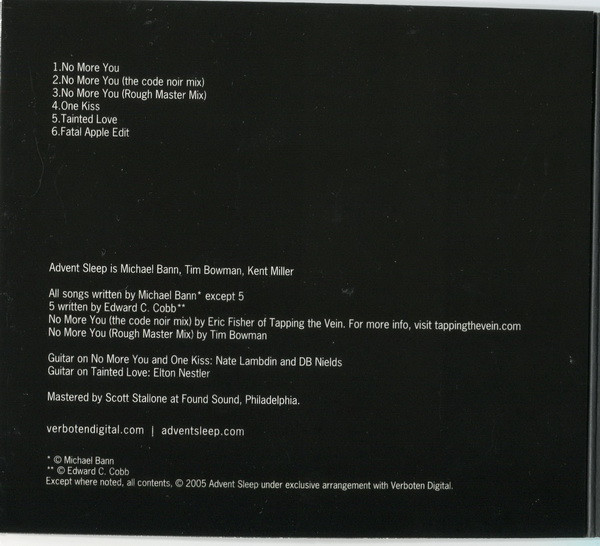 1.No More You
2.No More You (the code noir mix)
3.No More You (Rough Master Mix)
4.One Kiss
5.Tainted Love
6.Fatal Apple Edit
Advent Sleep is Michael Bann, Tim Bowman, Kent Miller
All songs written by Michael Bann* except 5
5 written by Edward C. Cobb**
No More You (the code noir mix) by Eric Fisher of Tapping the Vein. For more info, visit tappingthevein.com
No More You (Rough Master Mix) by Tim Bowman
Guitar on No More You and One Kiss: Nate Lambdin and DB Nields
Guitar on Tainted Love: Elton Nestler
Mastered by Scott Stallone at Found Sound, Philadelphia.
verbotendigital.com | adventsleep.com
* © Michael Bann
** © Edward C. Cobb
Except where noted, all contents, © 2005 Advent Sleep under exclusive arrangement with Verboten Digital.